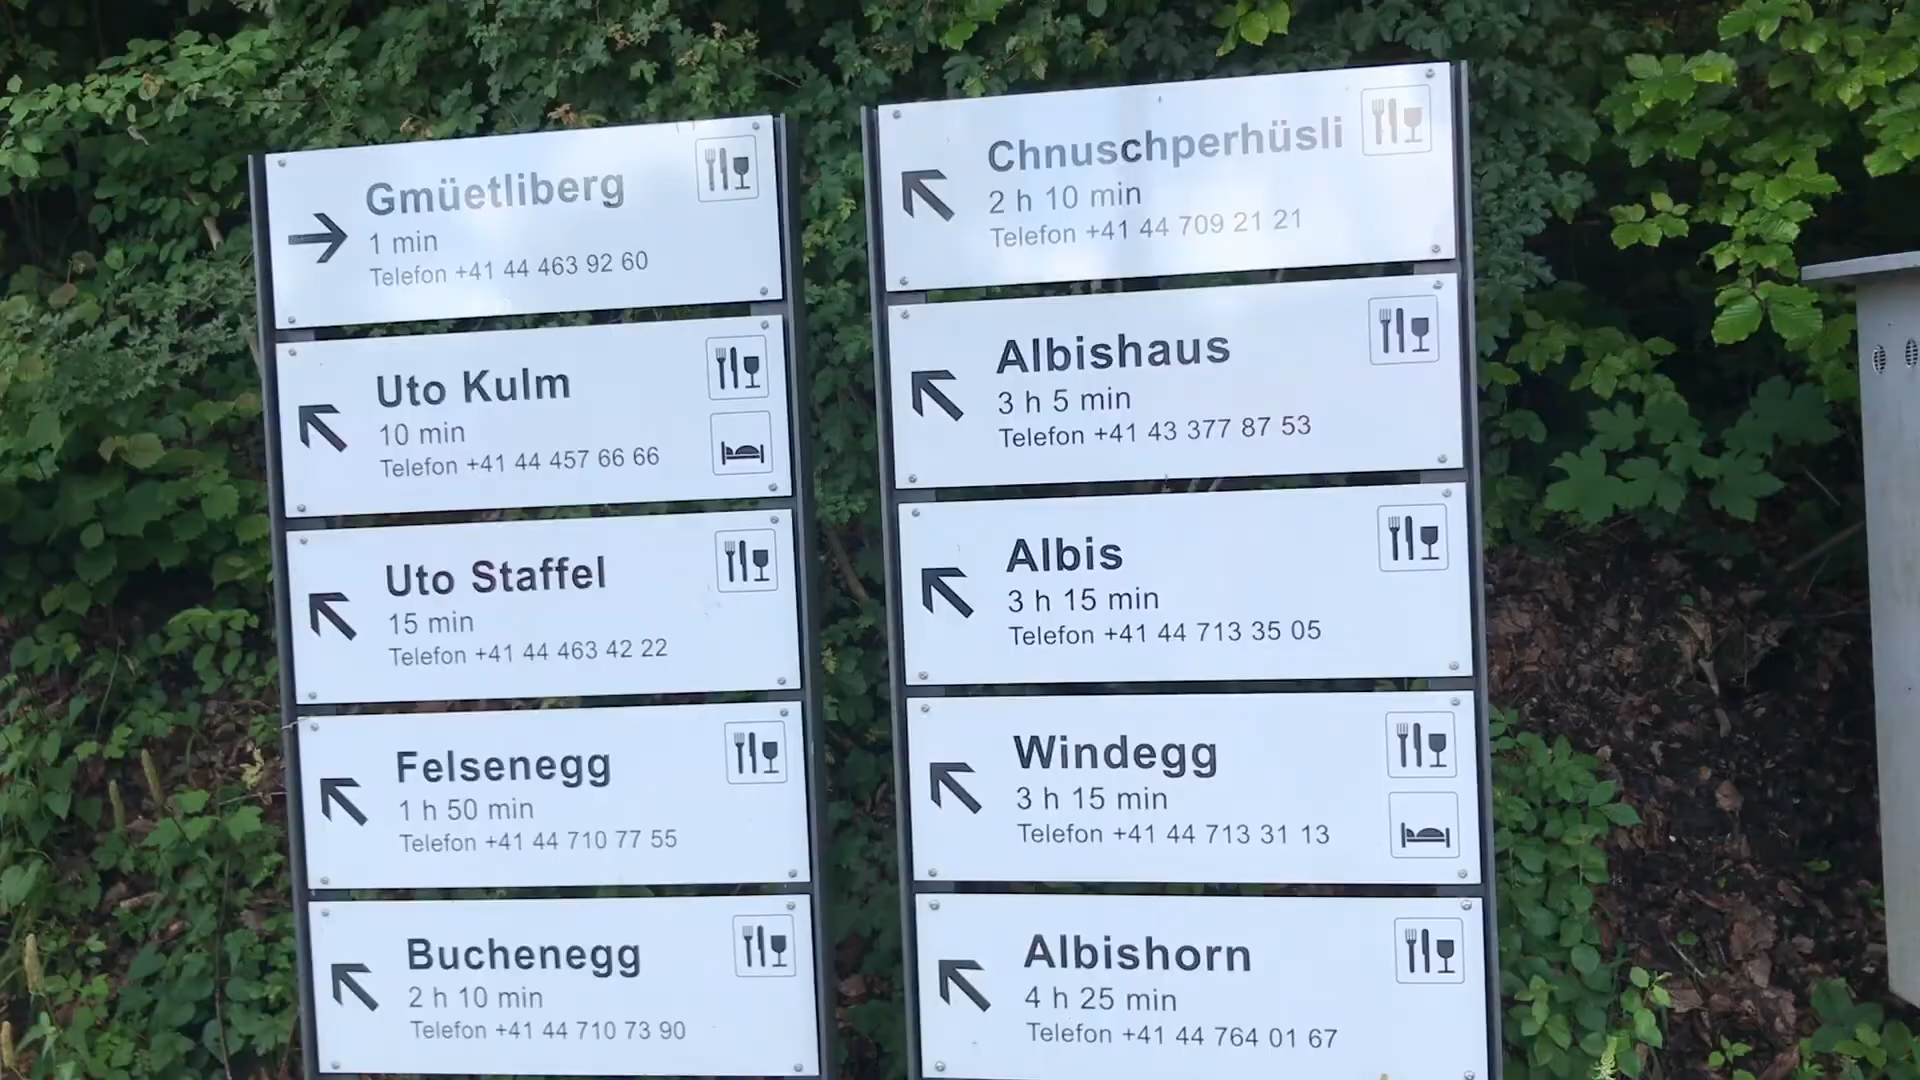 Gmüetliberg
1 min
Telefon +41 44 463 92 60
Uto Kulm
10 min
Telefon +41 44 457 66 66
Uto Staffel
15 min
Telefon +41 44 463 42 22
Felsenegg
1 h 50 min
Telefon +41 44 710 77 55
Buchenegg
2 h 10 min
Telefon +41 44 710 73 90
Chnuschperhüsli
2 h 10 min
Telefon +41 44 709 21 21
Albishaus
3 h 5 min
Telefon +41 43 377 87 53
Albis
3 h 15 min
Telefon +41 44 713 35 05
Windegg
3 h 15 min
Telefon +41 44 713 31 13
Albishorn
4 h 25 min
Telefon +41 44 764 01 67